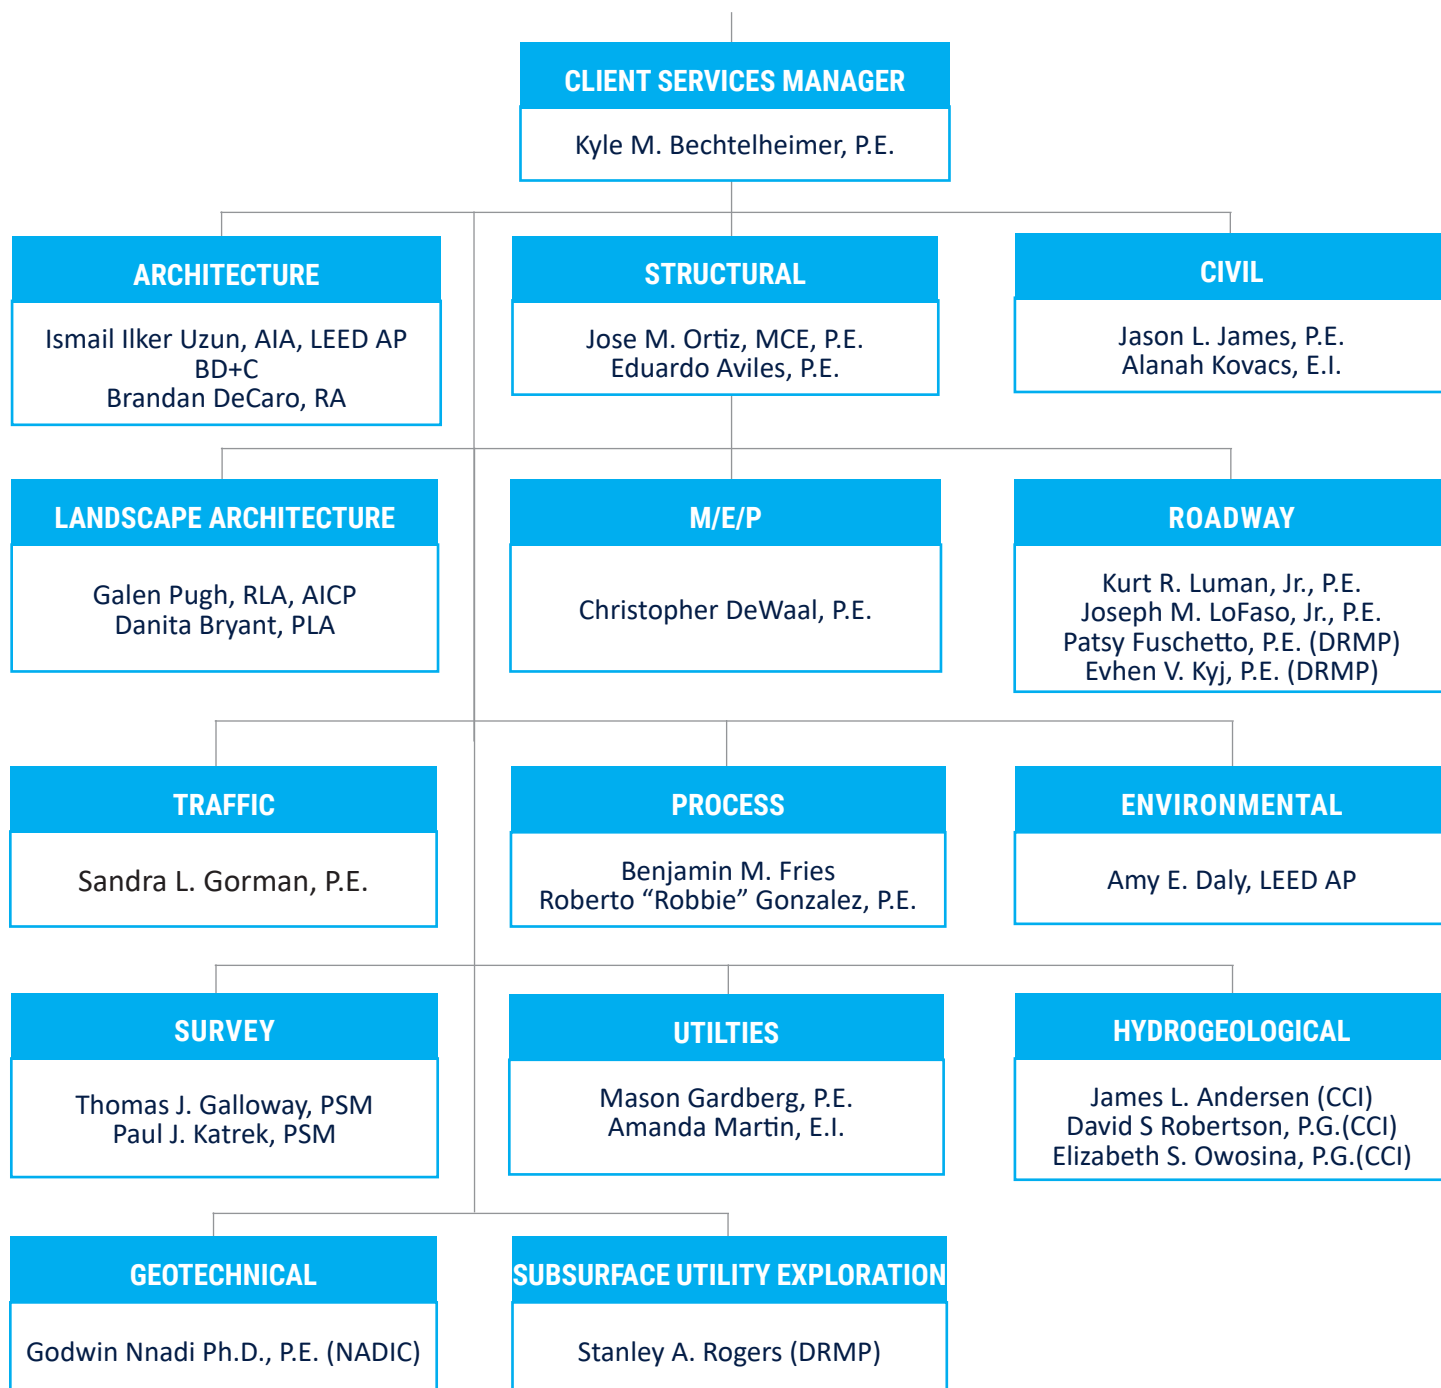 CLIENT SERVICES MANAGER
Kyle M. Bechtelheimer, P.E.
ARCHITECTURE
Ismail Ilker Uzun, AIA, LEED AP
BD+C
Brandan DeCaro, RA
STRUCTURAL
Jose M. Ortiz, MCE, P.E.
Eduardo Aviles, P.E.
CIVIL
Jason L. James, P.E.
Alanah Kovacs, E.I.
LANDSCAPE ARCHITECTURE
Galen Pugh, RLA, AICP
Danita Bryant, PLA
M/E/P
Christopher DeWaal, P.E.
ROADWAY
Kurt R. Luman, Jr., P.E.
Joseph M. LoFaso, Jr., P.E.
Patsy Fuschetto, P.E. (DRMP)
Evhen V. Kyj, P.E. (DRMP)
TRAFFIC
Sandra L. Gorman, P.E.
PROCESS
Benjamin M. Fries
Roberto “Robbie” Gonzalez, P.E.
ENVIRONMENTAL
Amy E. Daly, LEED AP
SURVEY
Thomas J. Galloway, PSM
Paul J. Katrek, PSM
UTILTIES
Mason Gardberg, P.E.
Amanda Martin, E.I.
HYDROGEOLOGICAL
James L. Andersen (CCI)
David S Robertson, P.G.(CCI)
Elizabeth S. Owosina, P.G.(CCI)
GEOTECHNICAL
Godwin Nnadi Ph.D., P.E. (NADIC)
SUBSURFACE UTILITY EXPLORATION
Stanley A. Rogers (DRMP)